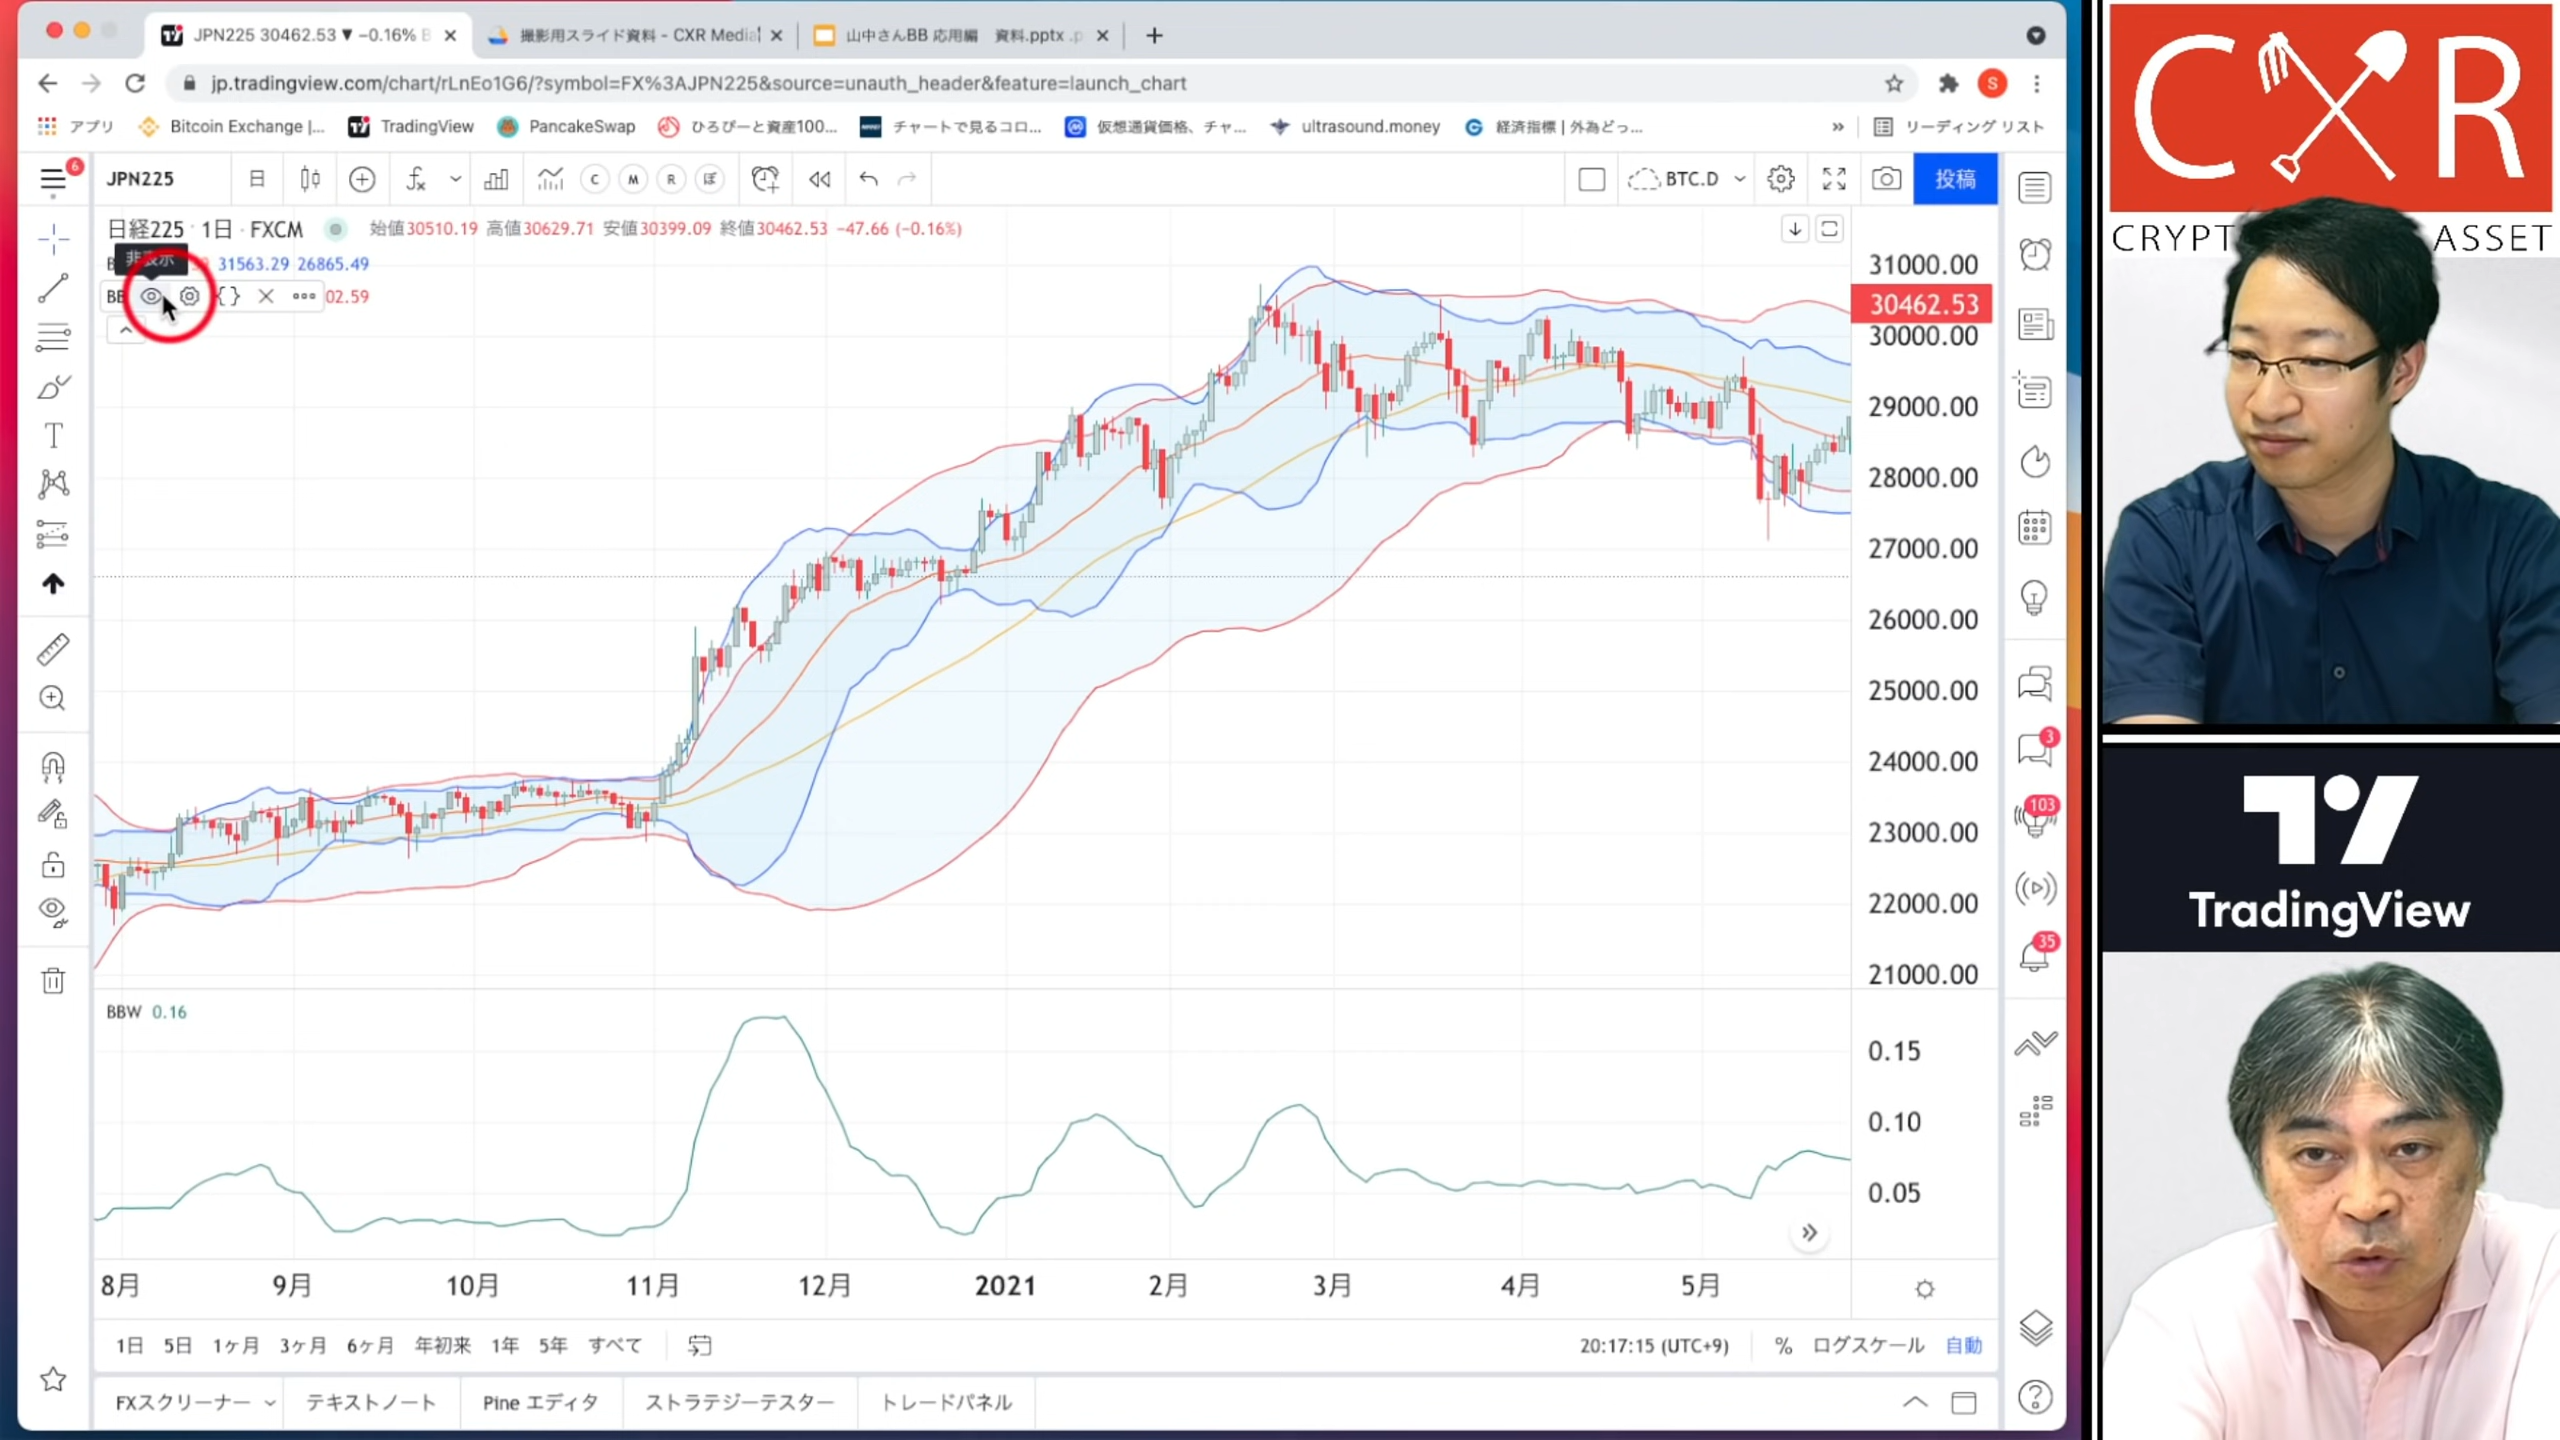 JPN225 30462.53 ▼ −0.16% B
撮影用スライド資料 - CXR Media
山中さんBB 応用編 資料.pptx .p
jp.tradingview.com/chart/rLnEo1G6/?symbol=FX%3AJPN225&source=unauth_header&feature=launch_chart
S
アプリ
Bitcoin Exchange |...
TradingView
PancakeSwap
ひろぴーと資産100...
チャートで見るコロ...
仮想通貨価格、チャ...
ultrasound.money
経済指標 | 外為どっ...
»
リーディング リスト
6
JPN225
日
C
M
R
ぽ
BTC.D
投稿
日経225 · 1日 · FXCM
始値30510.19 高値30629.71 安値30399.09 終値30462.53 −47.66 (−0.16%)
非表示
31563.29 26865.49
BB
02.59
31000.00
30462.53
30000.00
29000.00
28000.00
27000.00
26000.00
25000.00
24000.00
23000.00
22000.00
21000.00
BBW 0.16
0.15
0.10
0.05
8月
9月
10月
11月
12月
2021
2月
3月
4月
5月
1日
5日
1ヶ月
3ヶ月
6ヶ月
年初来
1年
5年
すべて
20:17:15 (UTC+9)
%
ログスケール
自動
FXスクリーナー
テキストノート
Pine エディタ
ストラテジーテスター
トレードパネル
3
103
35
CXR
CRYPT
ASSET
TradingView